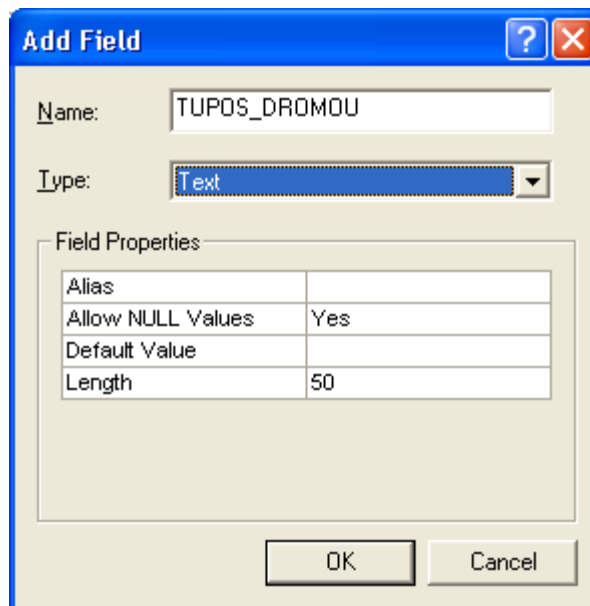 Add Field
Name: TUPOS_DROMOU
Type: Text
Field Properties
Alias
Allow NULL Values Yes
Default Value
Length 50
OK Cancel